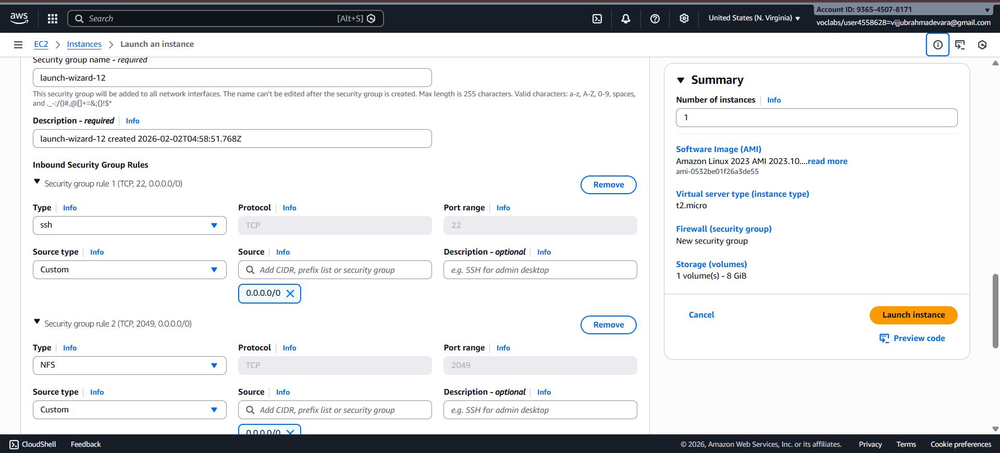 aws
Search [Alt+S]
United States (N. Virginia)
Account ID: 9365-4507-8171
voclabs/user4558628=vijjubrahmadevara@gmail.com
EC2 Instances Launch an instance
Security group name - required
launch-wizard-12
This security group will be added to all network interfaces. The name can't be edited after the security group is created. Max length is 255 characters. Valid characters: a-z, A-Z, 0-9, spaces,
and ._-:/()#,@[]+=&;{}!$*
Description - required Info
launch-wizard-12 created 2026-02-02T04:58:51.768Z
Inbound Security Group Rules
Security group rule 1 (TCP, 22, 0.0.0.0/0)
Remove
Type Info Protocol Info Port range Info
ssh TCP 22
Source type Info Source Info Description - optional Info
Custom Add CIDR, prefix list or security group e.g. SSH for admin desktop
0.0.0.0/0
Security group rule 2 (TCP, 2049, 0.0.0.0/0)
Remove
Type Info Protocol Info Port range Info
NFS TCP 2049
Source type Info Source Info Description - optional Info
Custom Add CIDR, prefix list or security group e.g. SSH for admin desktop
0.0.0.0/0
Summary
Number of instances Info
1
Software Image (AMI)
Amazon Linux 2023 AMI 2023.10....read more
ami-0532be01f26a3de55
Virtual server type (instance type)
t2.micro
Firewall (security group)
New security group
Storage (volumes)
1 volume(s) - 8 GiB
Cancel Launch instance
Preview code
CloudShell Feedback © 2026, Amazon Web Services, Inc. or its affiliates. Privacy Terms Cookie preferences